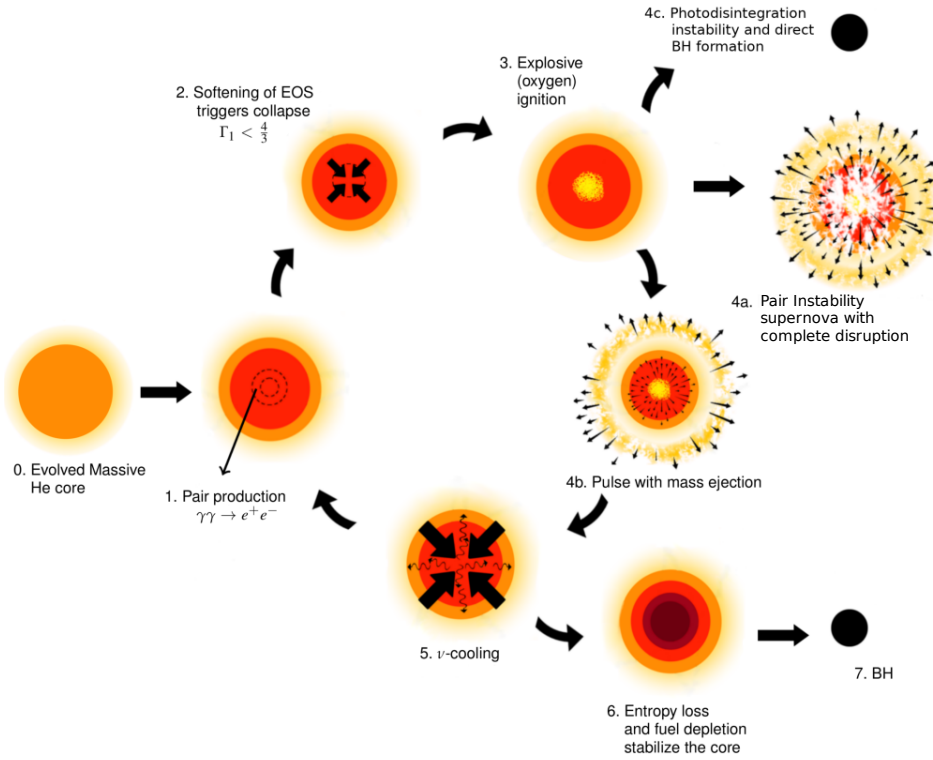 0. Evolved Massive
He core
1. Pair production
γγ → e⁺e⁻
2. Softening of EOS
triggers collapse
Γ₁ < 4/3
3. Explosive
(oxygen)
ignition
4c. Photodisintegration
instability and direct
BH formation
4a. Pair Instability
supernova with
complete disruption
4b. Pulse with mass ejection
5. ν-cooling
6. Entropy loss
and fuel depletion
stabilize the core
7. BH